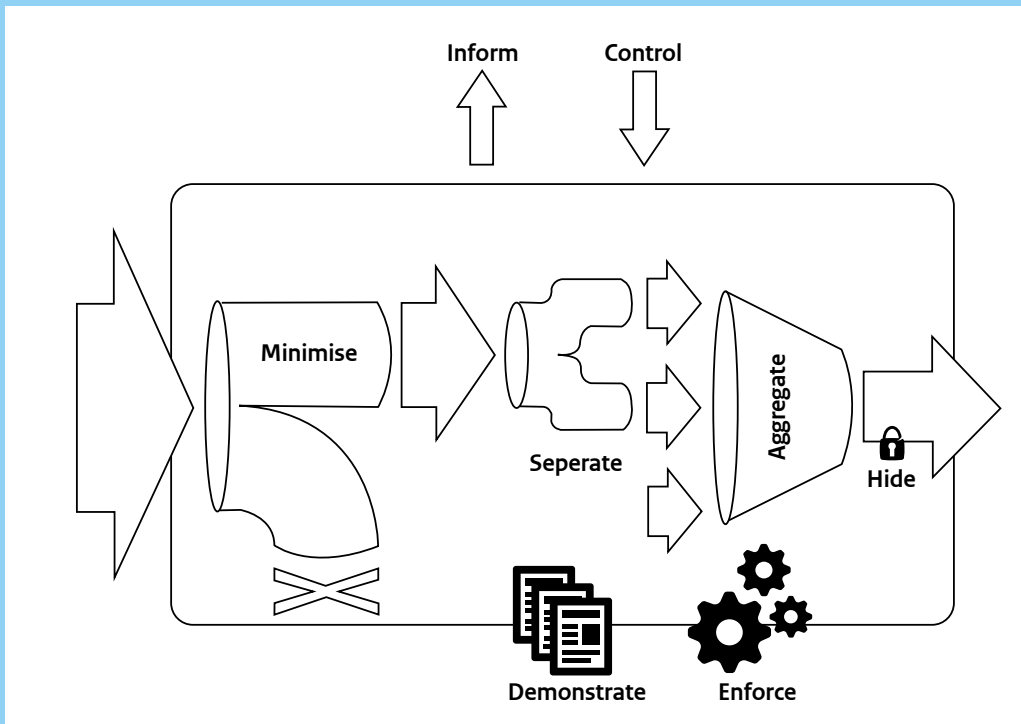 Inform
Control
Minimise
Aggregate
Seperate
Hide
Demonstrate
Enforce